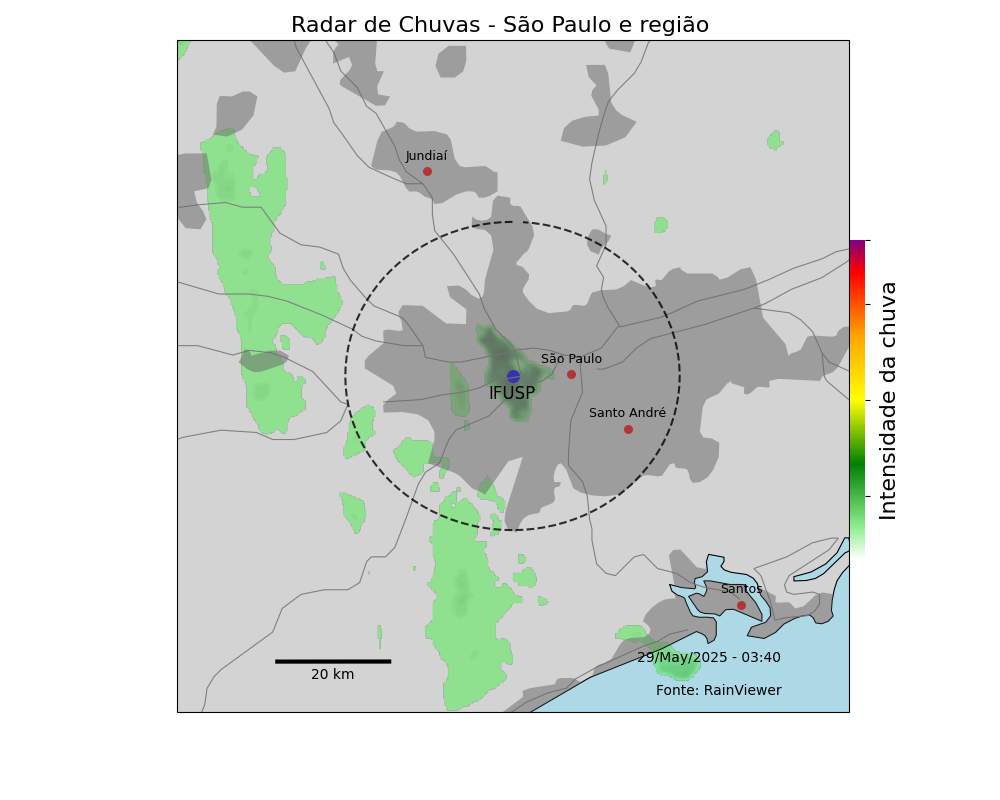 Radar de Chuvas - São Paulo e região
Jundiaí
São Paulo
IFUSP
Santo André
Intensidade da chuva
Santos
29/May/2025 - 03:40
20 km
Fonte: RainViewer